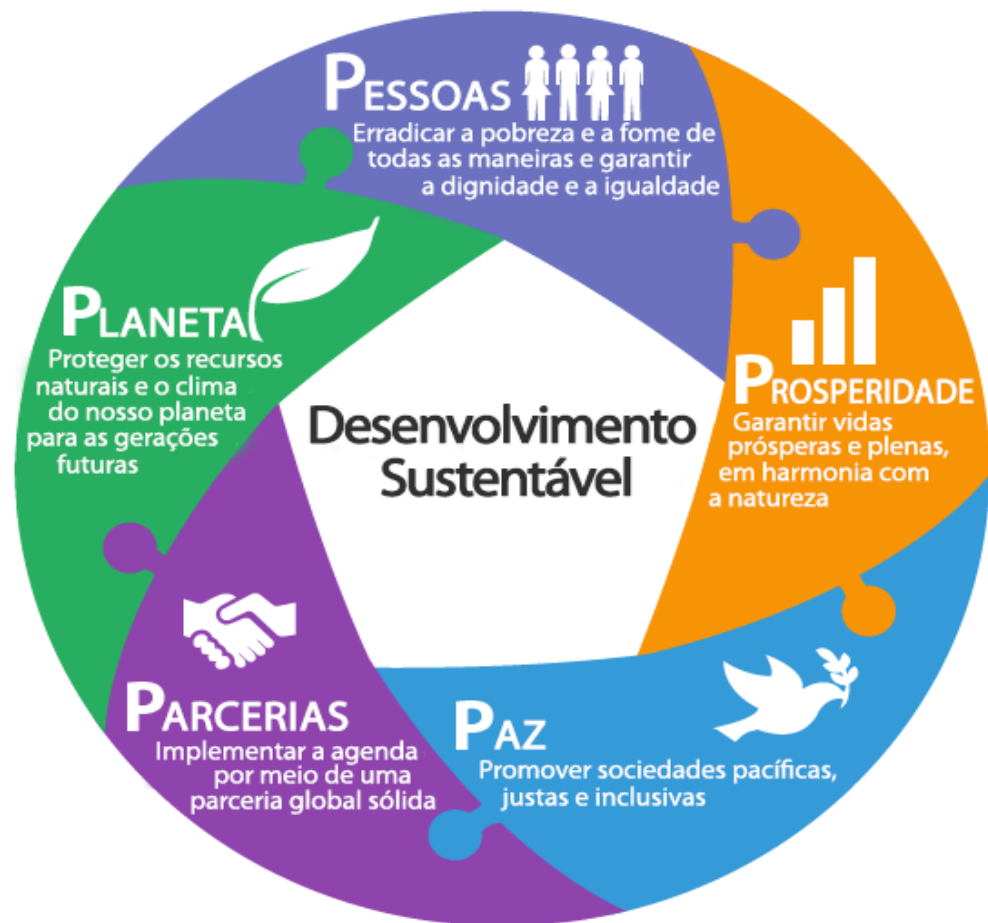 PESSOAS
Erradicar a pobreza e a fome de
todas as maneiras e garantir
a dignidade e a igualdade
PLANETA
Proteger os recursos
naturais e o clima
do nosso planeta
para as gerações
futuras
PROSPERIDADE
Garantir vidas
prósperas e plenas,
em harmonia com
a natureza
Desenvolvimento
Sustentável
PARCERIAS
Implementar a agenda
por meio de uma
parceria global sólida
PAZ
Promover sociedades pacíficas,
justas e inclusivas